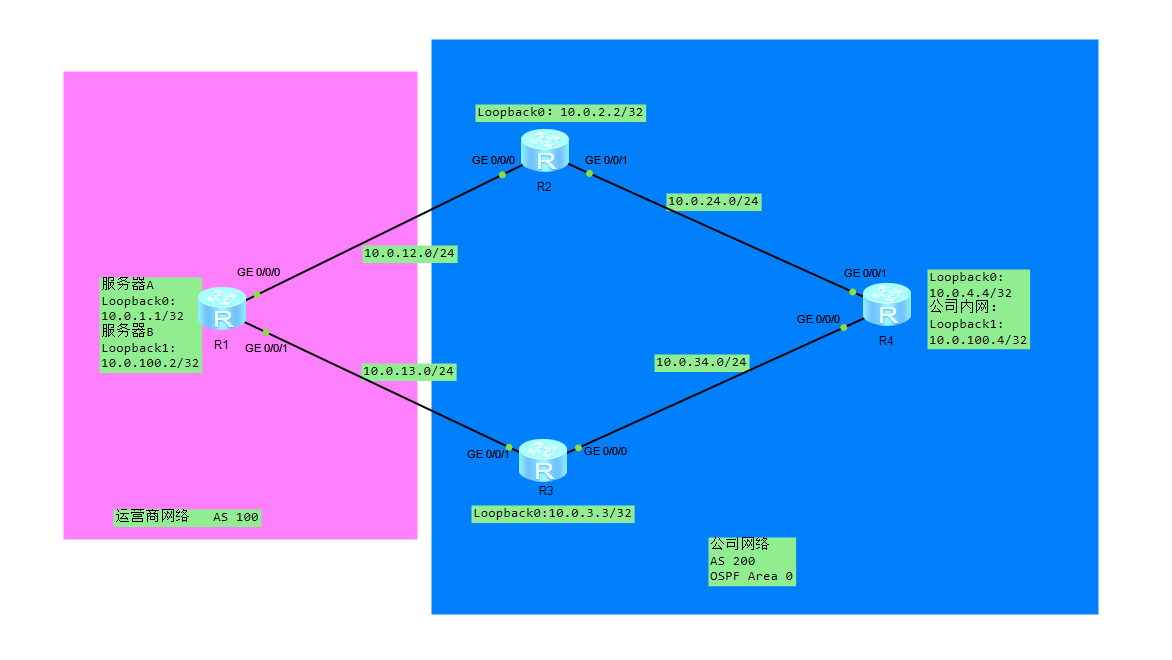 Loopback0: 10.0.2.2/32
GE 0/0/0
R
GE 0/0/1
R2
10.0.24.0/24
10.0.12.0/24
GE 0/0/0
服务器A
Loopback0:
10.0.1.1/32
服务器B
Loopback1:
10.0.100.2/32
R
R1
GE 0/0/1
GE 0/0/1
GE 0/0/0
R
R4
Loopback0:
10.0.4.4/32
公司内网:
Loopback1:
10.0.100.4/32
10.0.13.0/24
10.0.34.0/24
GE 0/0/1
R
GE 0/0/0
R3
Loopback0:10.0.3.3/32
运营商网络 AS 100
公司网络
AS 200
OSPF Area 0